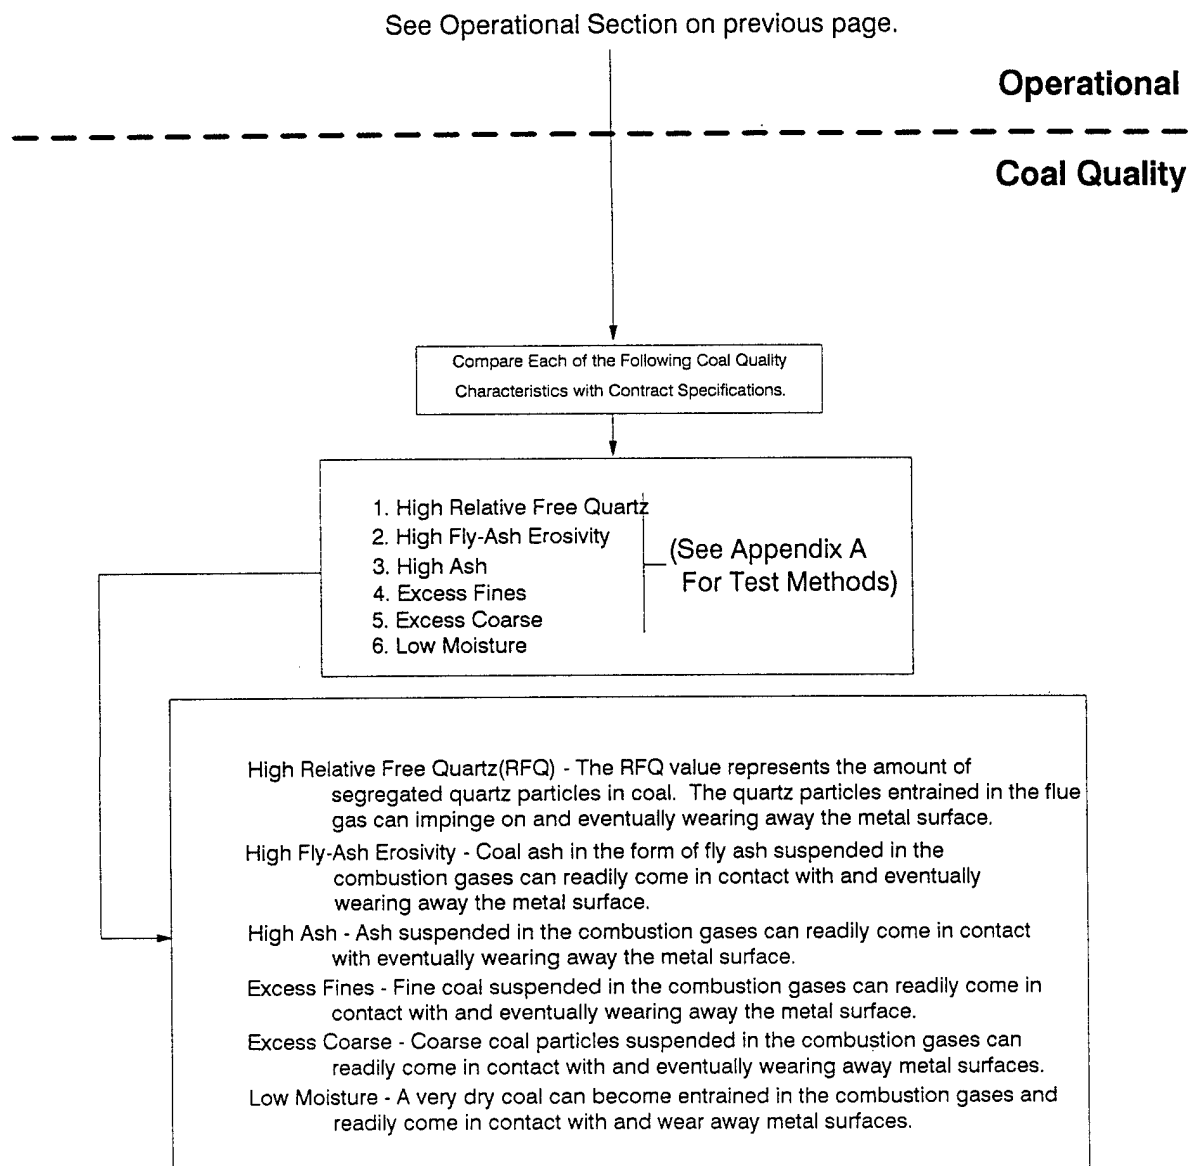 See Operational Section on previous page.
Operational
Coal Quality
Compare Each of the Following Coal Quality
Characteristics with Contract Specifications.
1. High Relative Free Quartz
2. High Fly-Ash Erosivity
3. High Ash
4. Excess Fines
5. Excess Coarse
6. Low Moisture
(See Appendix A
For Test Methods)
High Relative Free Quartz(RFQ) - The RFQ value represents the amount of
segregated quartz particles in coal. The quartz particles entrained in the flue
gas can impinge on and eventually wearing away the metal surface.
High Fly-Ash Erosivity - Coal ash in the form of fly ash suspended in the
combustion gases can readily come in contact with and eventually
wearing away the metal surface.
High Ash - Ash suspended in the combustion gases can readily come in contact
with eventually wearing away the metal surface.
Excess Fines - Fine coal suspended in the combustion gases can readily come in
contact with and eventually wearing away the metal surface.
Excess Coarse - Coarse coal particles suspended in the combustion gases can
readily come in contact with and eventually wearing away metal surfaces.
Low Moisture - A very dry coal can become entrained in the combustion gases and
readily come in contact with and wear away metal surfaces.